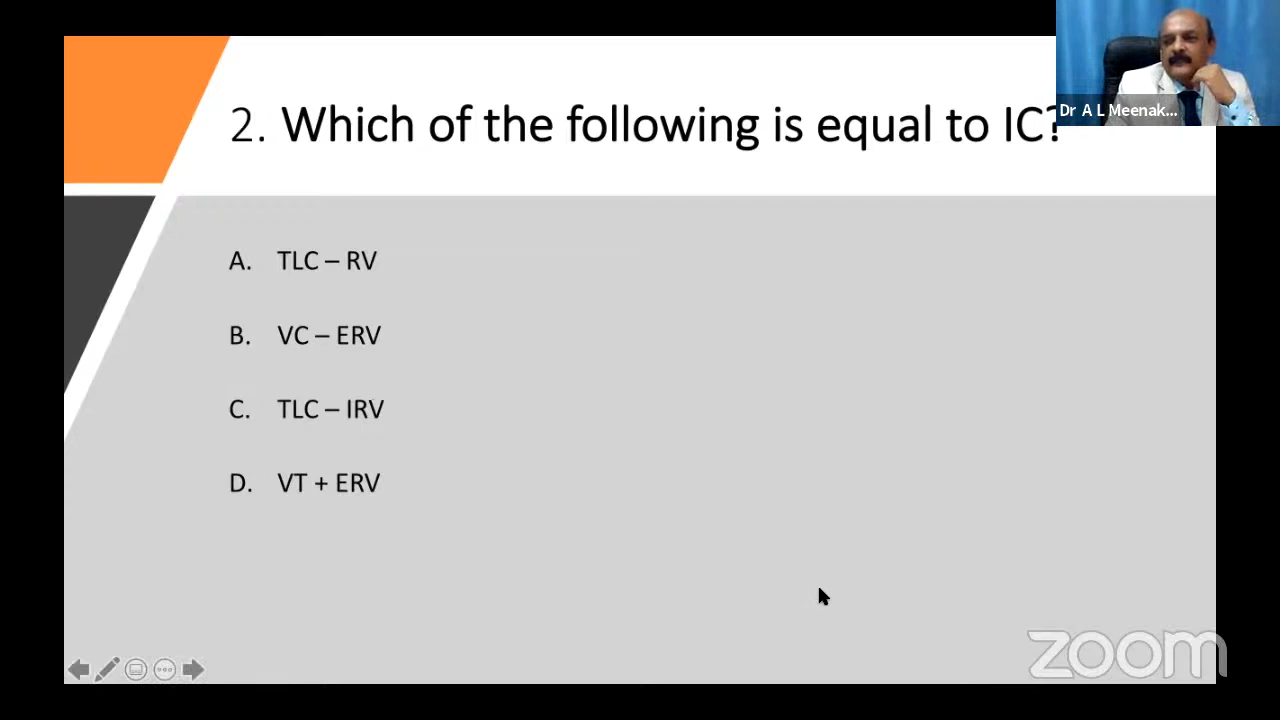 2. Which of the following is equal to IC?
Dr A L Meenak...
A. TLC – RV
B. VC – ERV
C. TLC – IRV
D. VT + ERV
zoom